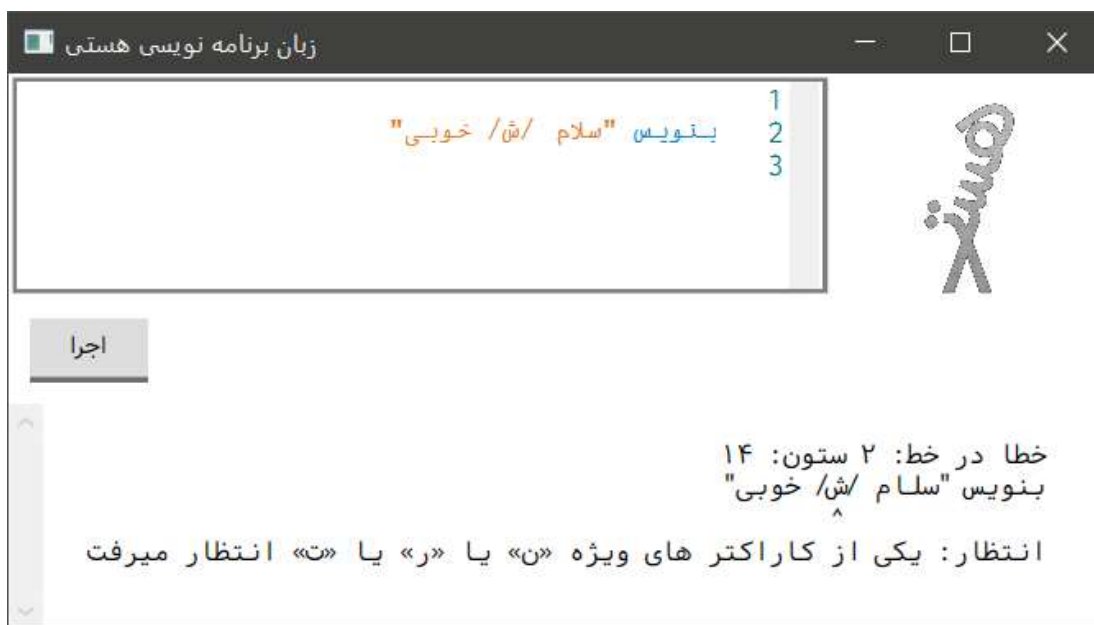 زبان برنامه نویسی هستی
1
2 بنویس "سلام /ش/ خوبی"
3
هستی
اجرا
خطا در خط: ۲ ستون: ۱۴
بنویس "سلام /ش/ خوبی"
^
انتظار: یکی از کاراکتر های ویژه «ن» یا «ر» یا «ت» انتظار میرفت